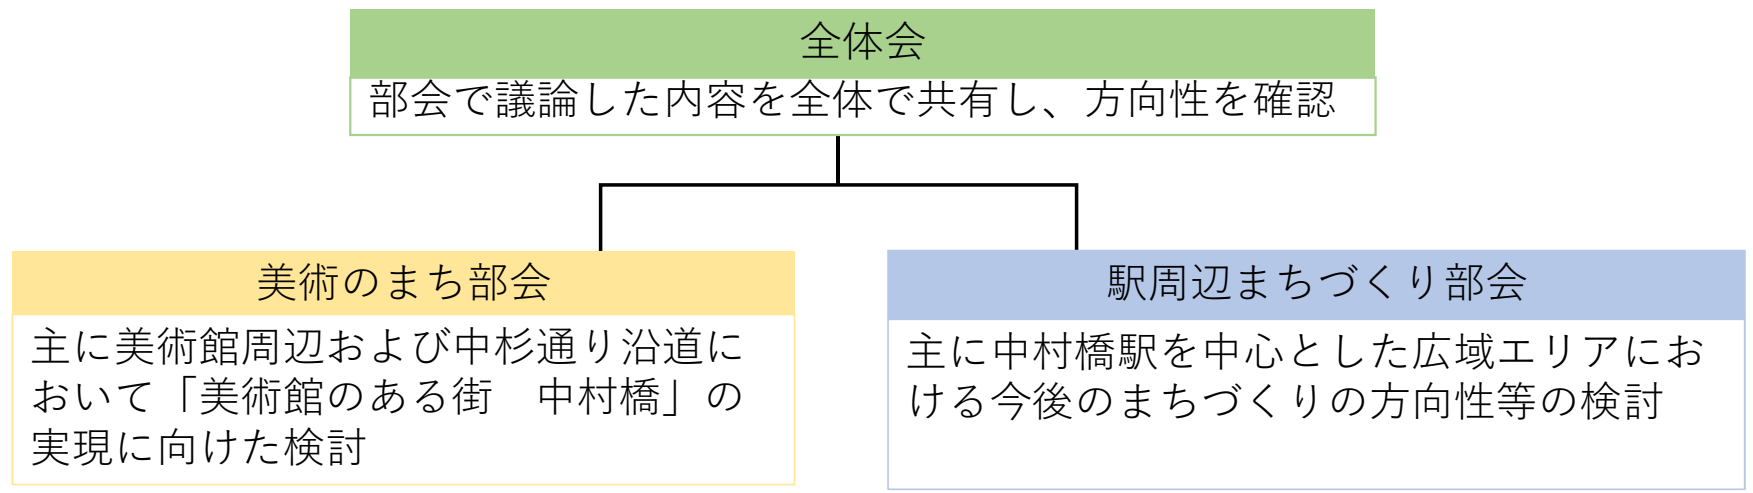 全体会
部会で議論した内容を全体で共有し、方向性を確認
美術のまち部会
主に美術館周辺および中杉通り沿道に
おいて「美術館のある街　中村橋」の
実現に向けた検討
駅周辺まちづくり部会
主に中村橋駅を中心とした広域エリアにお
ける今後のまちづくりの方向性等の検討